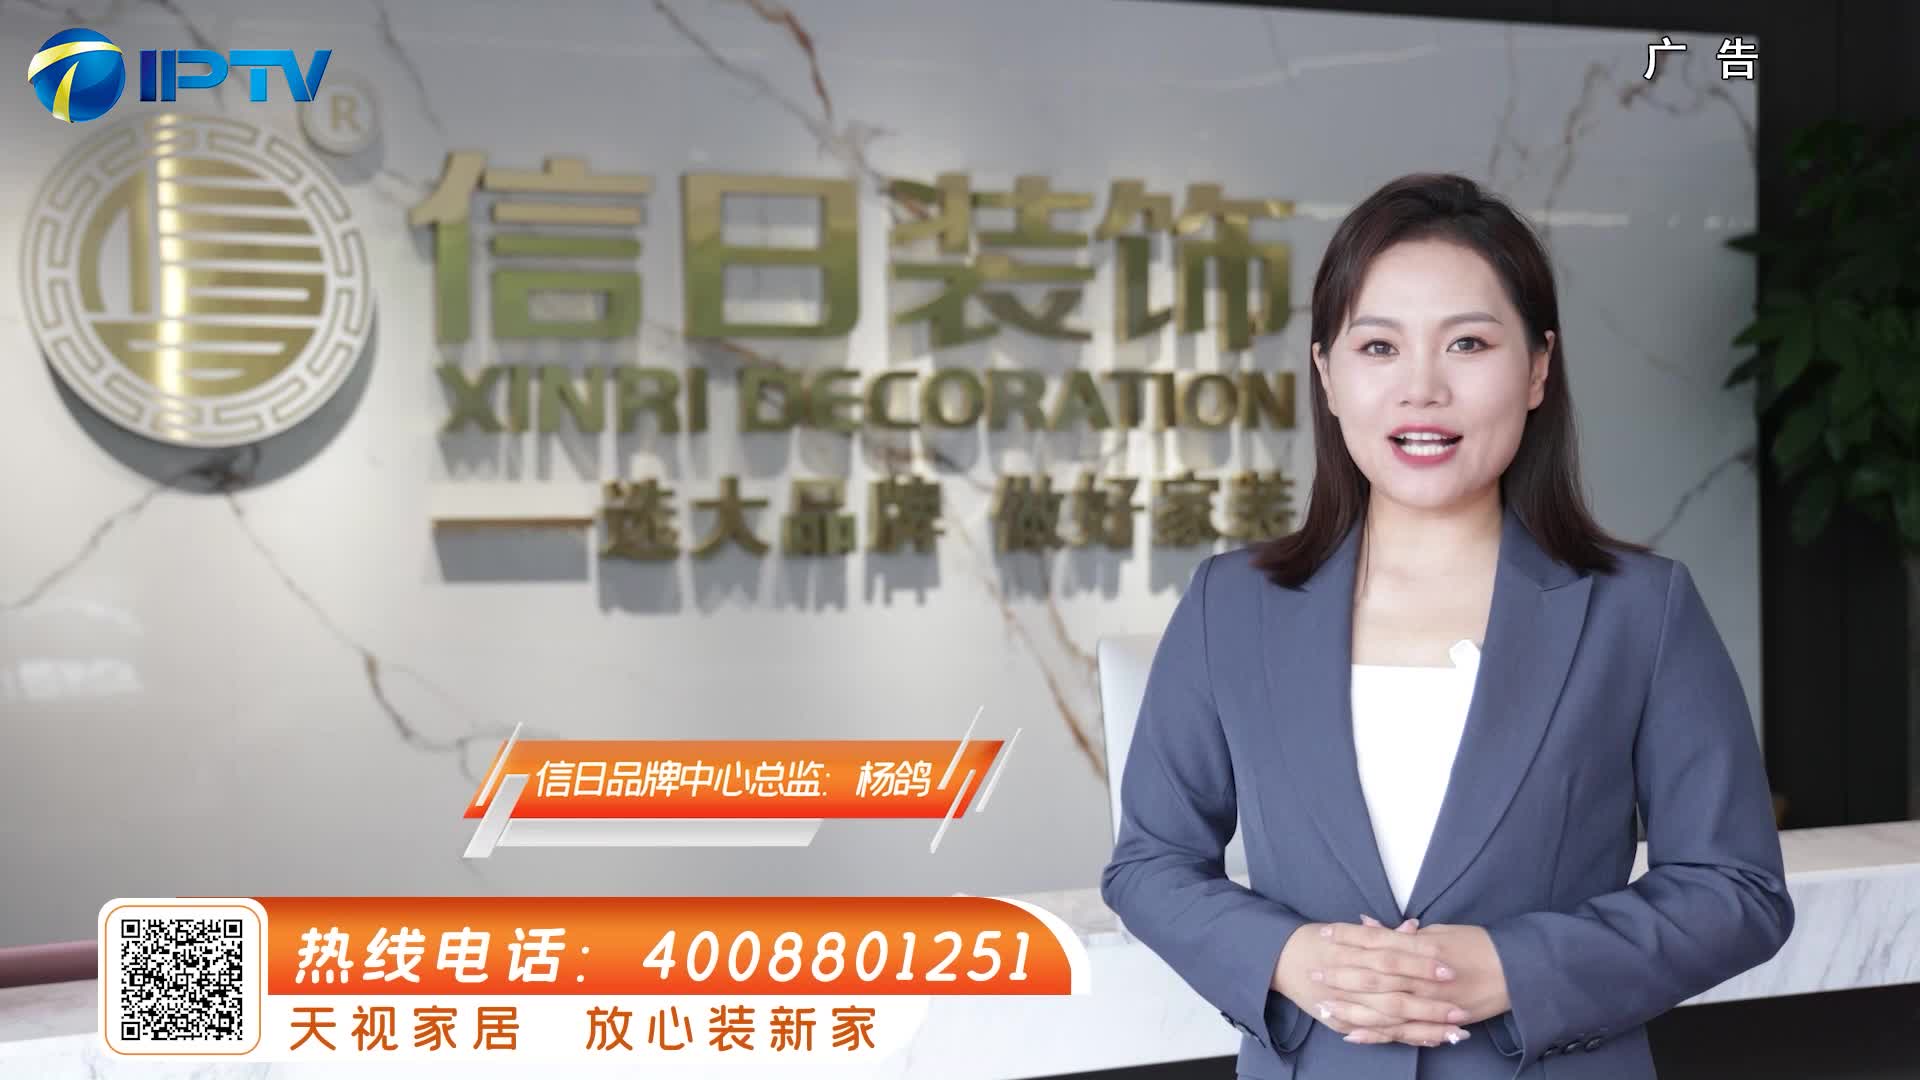 IPTV
广 告
R
信
信日装饰
XINRI DECORATION
选大品牌 做好家装
信日品牌中心总监: 杨鸽
热线电话: 4008801251
天视家居 放心装新家